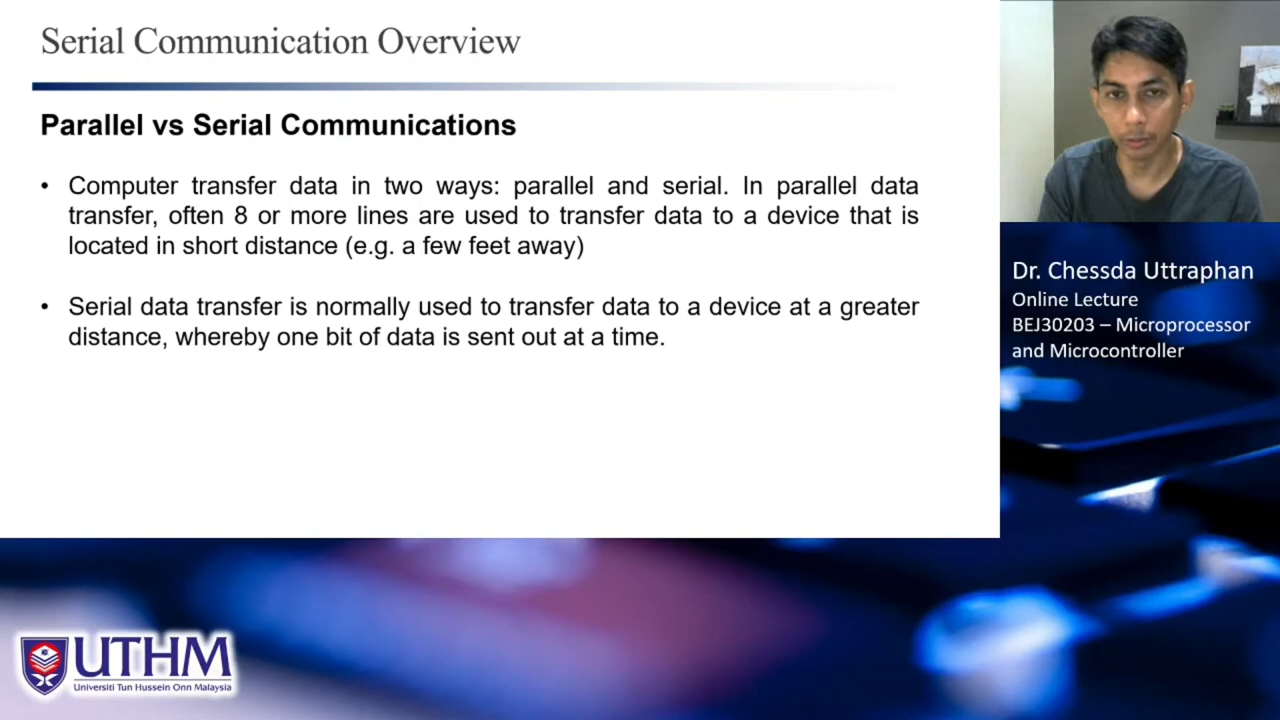 Serial Communication Overview
Parallel vs Serial Communications
• Computer transfer data in two ways: parallel and serial. In parallel data
transfer, often 8 or more lines are used to transfer data to a device that is
located in short distance (e.g. a few feet away)
• Serial data transfer is normally used to transfer data to a device at a greater
distance, whereby one bit of data is sent out at a time.
Dr. Chessda Uttraphan
Online Lecture
BEJ30203 – Microprocessor
and Microcontroller
UTHM
Universiti Tun Hussein Onn Malaysia